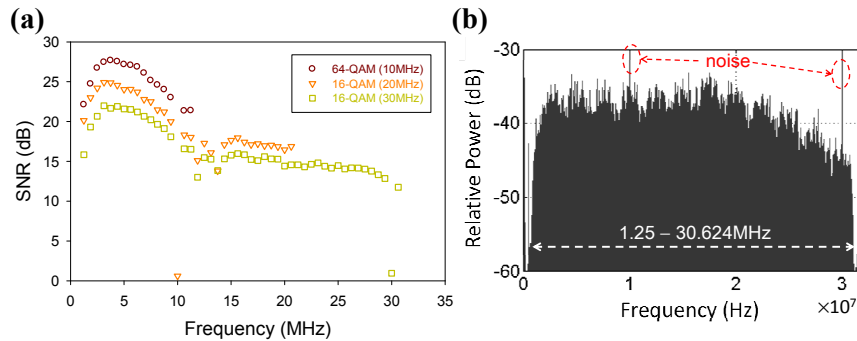 (a)
30
25
20
15
10
5
0
SNR (dB)
64-QAM (10MHz)
16-QAM (20MHz)
16-QAM (30MHz)
0 5 10 15 20 25 30 35
Frequency (MHz)
(b)
-30
-40
-50
-60
Relative Power (dB)
noise
1.25 – 30.624MHz
0 1 2 3
×10⁷
Frequency (Hz)